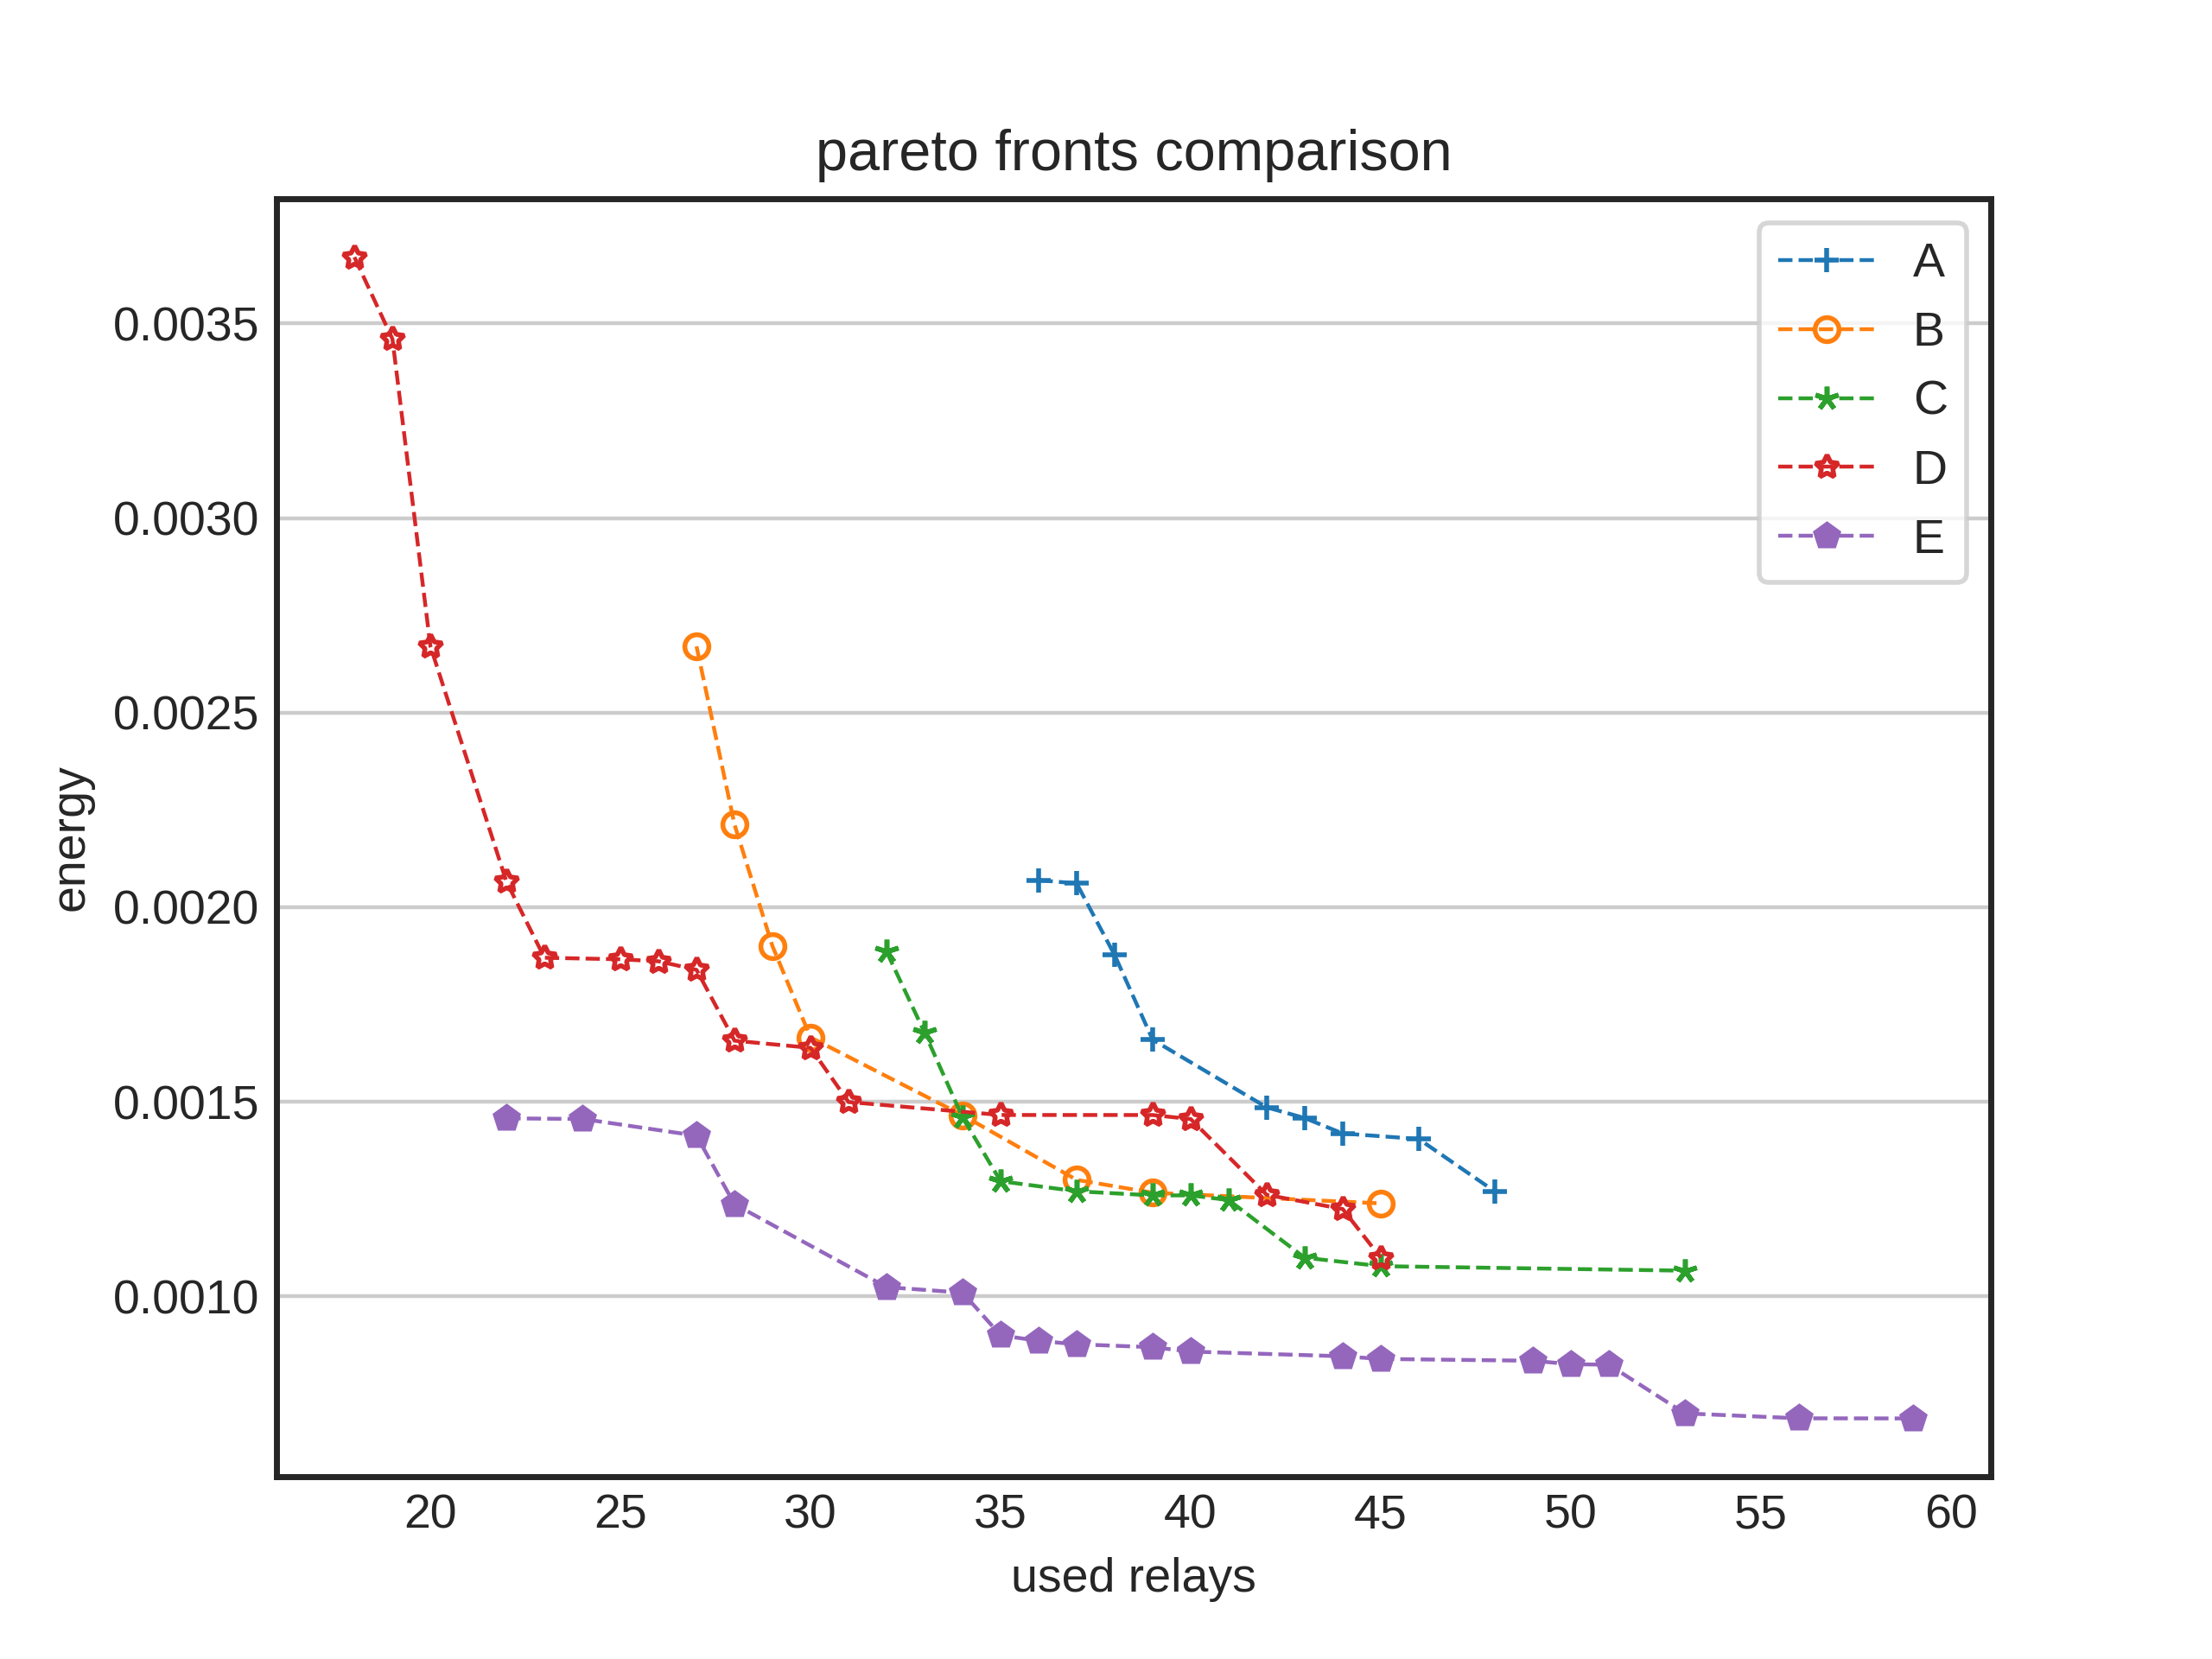 pareto fronts comparison
A
B
C
D
E
0.0035
0.0030
0.0025
0.0020
0.0015
0.0010
energy
20 25 30 35 40 45 50 55 60
used relays